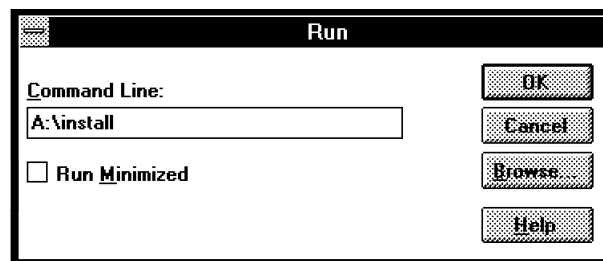 Run
Command Line:
A:\install
Run Minimized
OK
Cancel
Browse...
Help